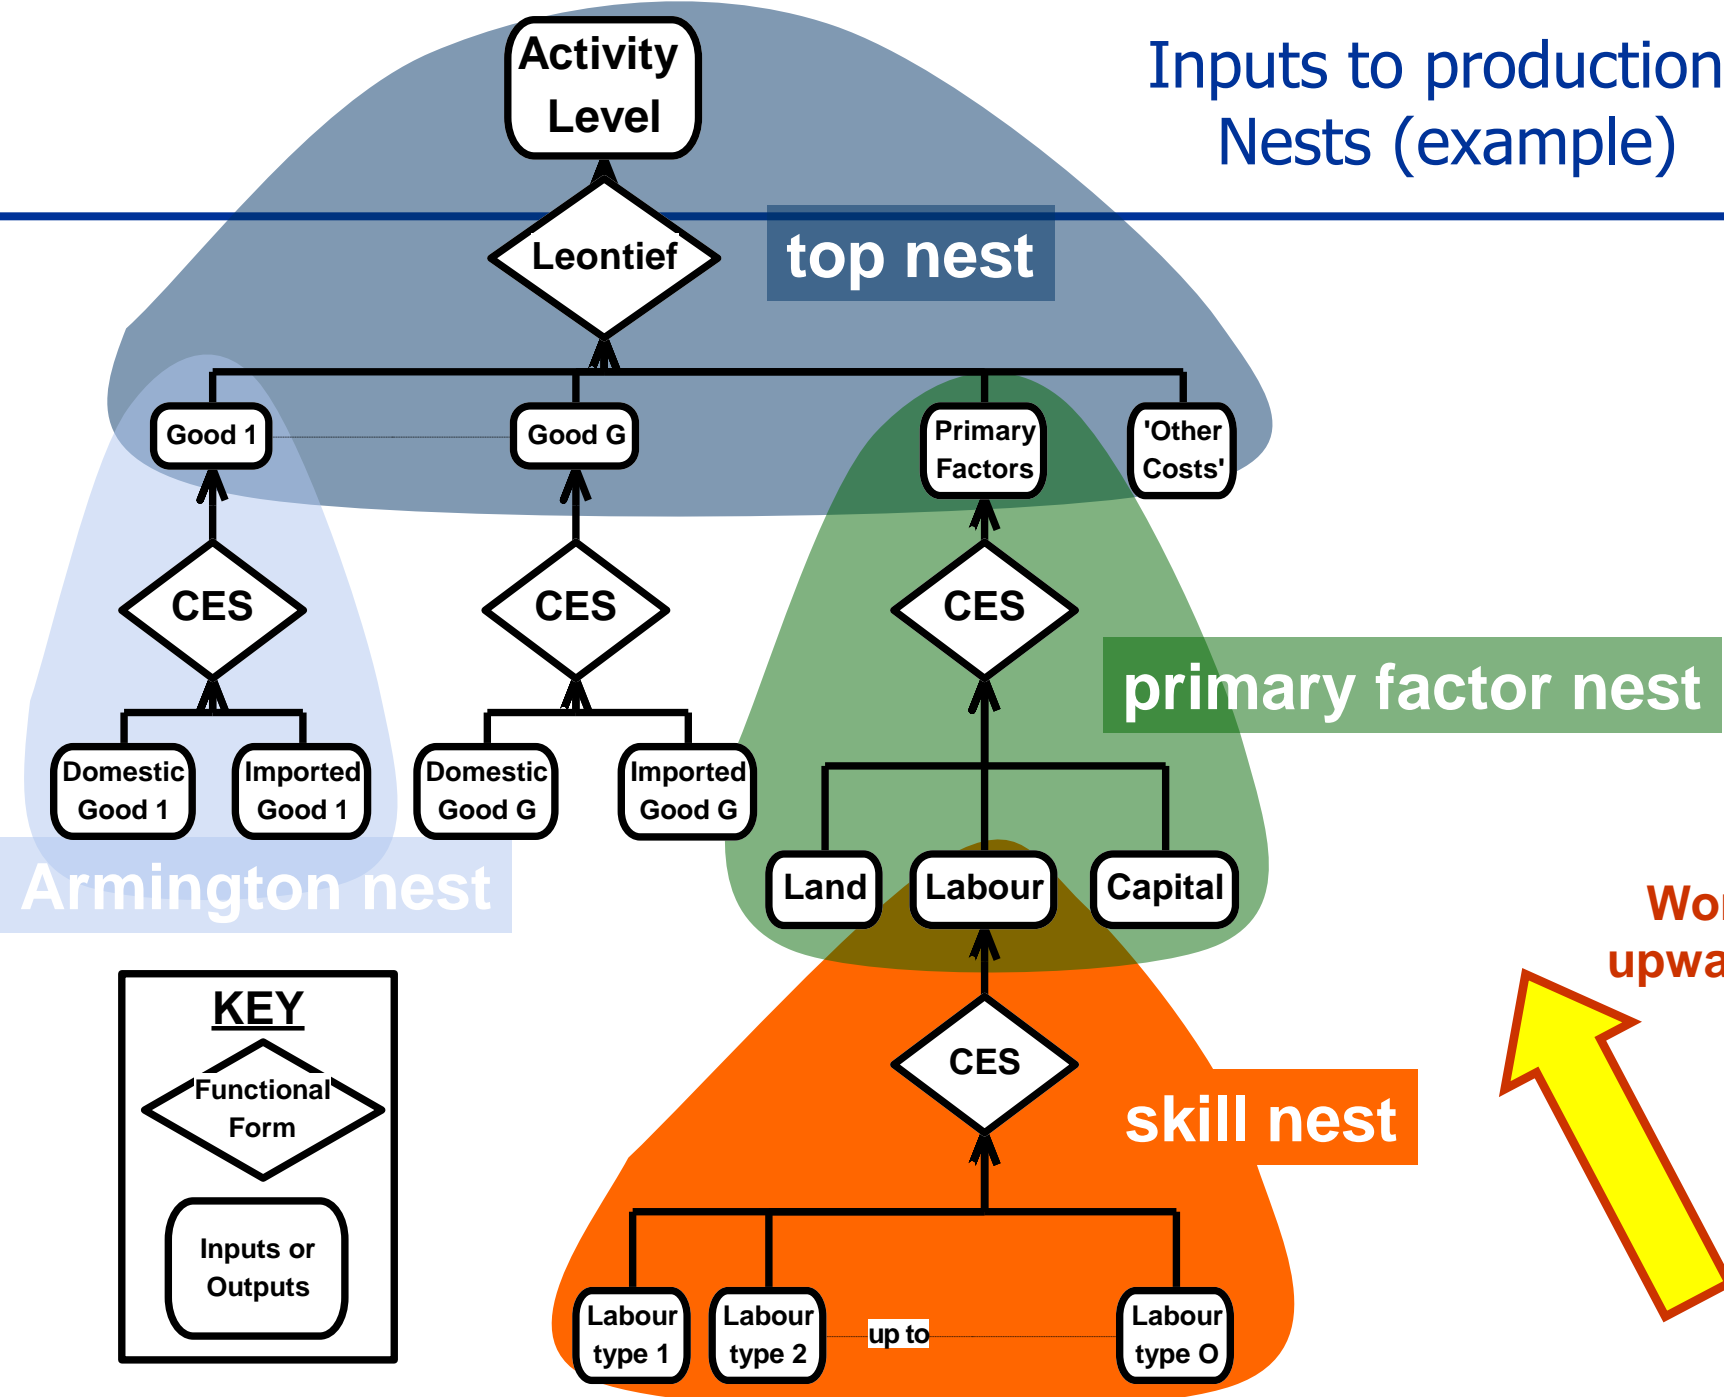 Inputs to production
Nests (example)
Activity
Level
Leontief
top nest
Good 1
Good G
Primary
Factors
'Other
Costs'
CES
CES
CES
primary factor nest
Domestic
Good 1
Imported
Good 1
Domestic
Good G
Imported
Good G
Armington nest
Land
Labour
Capital
KEY
Functional
Form
Inputs or
Outputs
CES
skill nest
Labour
type 1
Labour
type 2
up to
Labour
type O